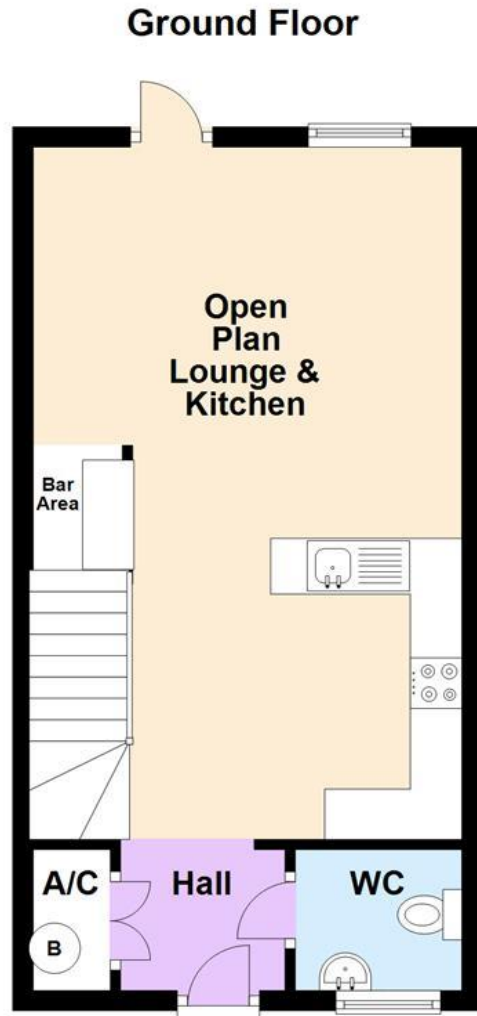 Ground Floor
Open
Plan
Lounge &
Kitchen
Bar
Area
A/C
Hall
WC
B